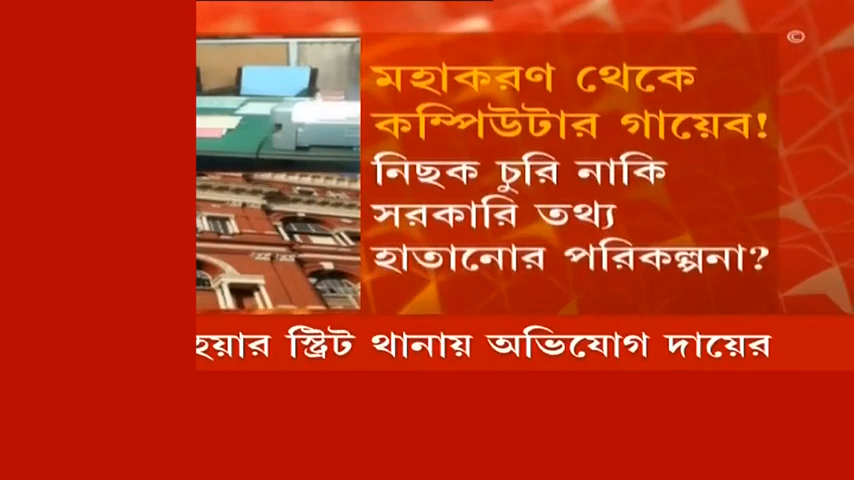 ©
মহাকরণ থেকে
কম্পিউটার গায়েব!
নিছক চুরি নাকি
সরকারি তথ্য
হাতানোর পরিকল্পনা?
হেয়ার স্ট্রিট থানায় অভিযোগ দায়ের